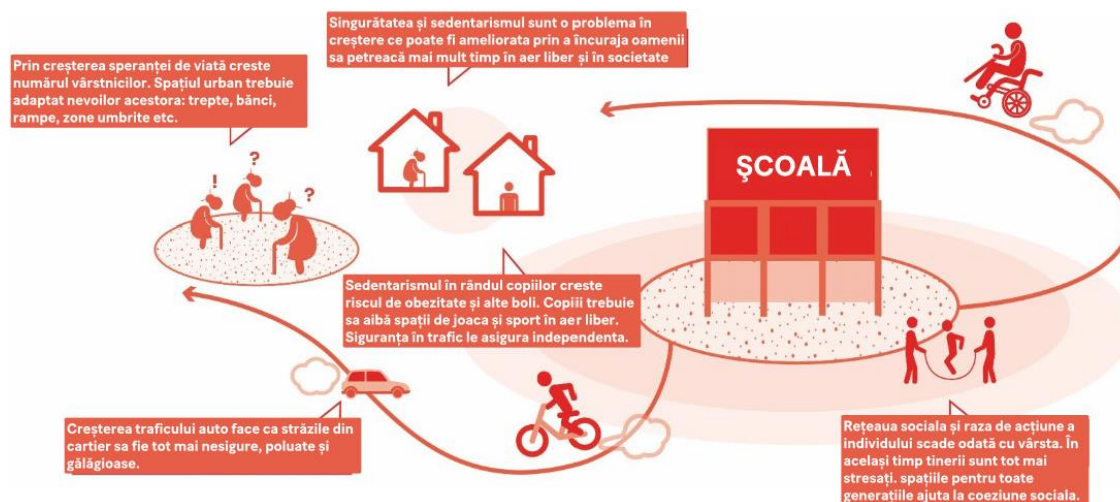 Singurătatea și sedentarismul sunt o problema în
creștere ce poate fi ameliorata prin a încuraja oamenii
sa petreacă mai mult timp în aer liber și în societate
Prin creșterea speranței de viată creste
numărul vârstnicilor. Spațiul urban trebuie
adaptat nevoilor acestora: trepte, bănci,
rampe, zone umbrite etc.
?
!
?
ŞCOALĂ
Sedentarismul în rândul copiilor creste
riscul de obezitate și alte boli. Copiii trebuie
sa aibă spații de joaca și sport în aer liber.
Siguranța în trafic le asigura independenta.
Creșterea traficului auto face ca străzile din
cartier sa fie tot mai nesigure, poluate și
gălăgioase.
Rețeaua sociala și raza de acțiune a
individului scade odată cu vârsta. În
același timp tinerii sunt tot mai
stresați. spațiile pentru toate
generațiile ajuta la coeziune sociala.